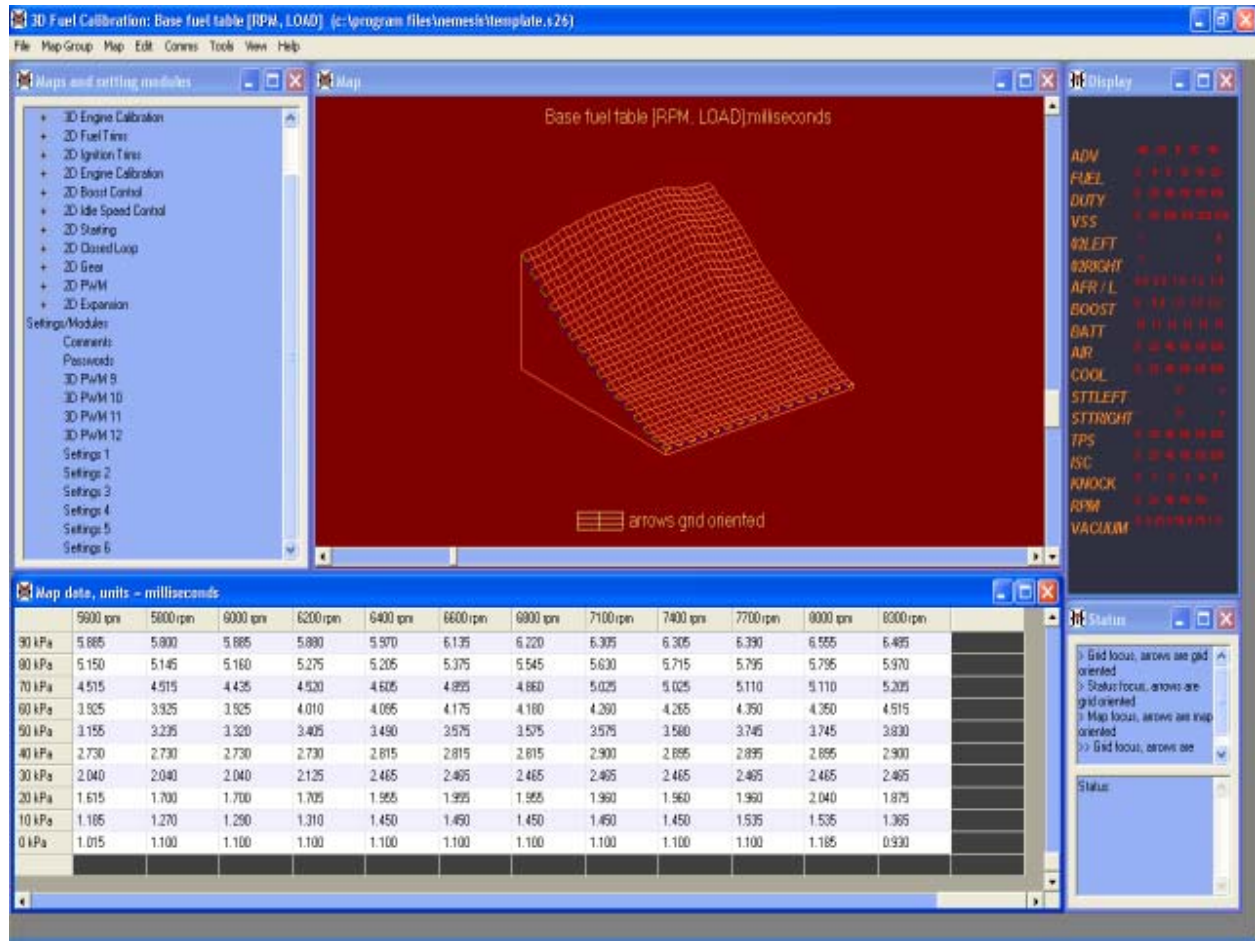 3D Fuel Calibration: Base fuel table [RPM, LOAD] (c:\program files\nemesis\template.s26)
File Map Group Map Edit Comms Tools View Help
Maps and setting modules
+ 3D Engine Calibration
+ 2D Fuel Trims
+ 2D Ignition Trims
+ 2D Engine Calibration
+ 2D Boost Control
+ 2D Idle Speed Control
+ 2D Starting
+ 2D Closed Loop
+ 2D Gear
+ 2D PWM
+ 2D Expansion
Settings/Modules
Comments
Passwords
3D PWM 9
3D PWM 10
3D PWM 11
3D PWM 12
Settings 1
Settings 2
Settings 3
Settings 4
Settings 5
Settings 6
Map
Base fuel table [RPM, LOAD]:milliseconds
arrows grid oriented
Display
ADV
FUEL
DUTY
VSS
02LEFT
02RIGHT
AFR / L
BOOST
BATT
AIR
COOL
STTLEFT
STTRIGHT
TPS
ISC
KNOCK
RPM
VACUUM
Map data, units - milliseconds
5600 rpm 5800 rpm 6000 rpm 6200 rpm 6400 rpm 6600 rpm 6800 rpm 7100 rpm 7400 rpm 7700 rpm 8000 rpm 8300 rpm
90 kPa 5.885 5.800 5.885 5.880 5.970 6.135 6.220 6.305 6.305 6.390 6.555 6.485
80 kPa 5.150 5.145 5.160 5.275 5.205 5.375 5.545 5.630 5.715 5.795 5.795 5.970
70 kPa 4.515 4.515 4.435 4.520 4.605 4.855 4.860 5.025 5.025 5.110 5.110 5.205
60 kPa 3.925 3.925 3.925 4.010 4.095 4.175 4.180 4.260 4.265 4.350 4.350 4.515
50 kPa 3.155 3.235 3.320 3.405 3.490 3.575 3.575 3.575 3.580 3.745 3.745 3.830
40 kPa 2.730 2.730 2.730 2.730 2.815 2.815 2.815 2.900 2.895 2.895 2.895 2.900
30 kPa 2.040 2.040 2.040 2.125 2.465 2.465 2.465 2.465 2.465 2.465 2.465 2.465
20 kPa 1.615 1.700 1.700 1.705 1.955 1.955 1.955 1.960 1.960 1.960 2.040 1.875
10 kPa 1.185 1.270 1.290 1.310 1.450 1.450 1.450 1.450 1.450 1.535 1.535 1.365
0 kPa 1.015 1.100 1.100 1.100 1.100 1.100 1.100 1.100 1.100 1.100 1.185 0.930
Status
> Grid focus, arrows are grid
oriented
> Status focus, arrows are
grid oriented
> Map focus, arrows are map
oriented
>> Grid focus, arrows are
Status: